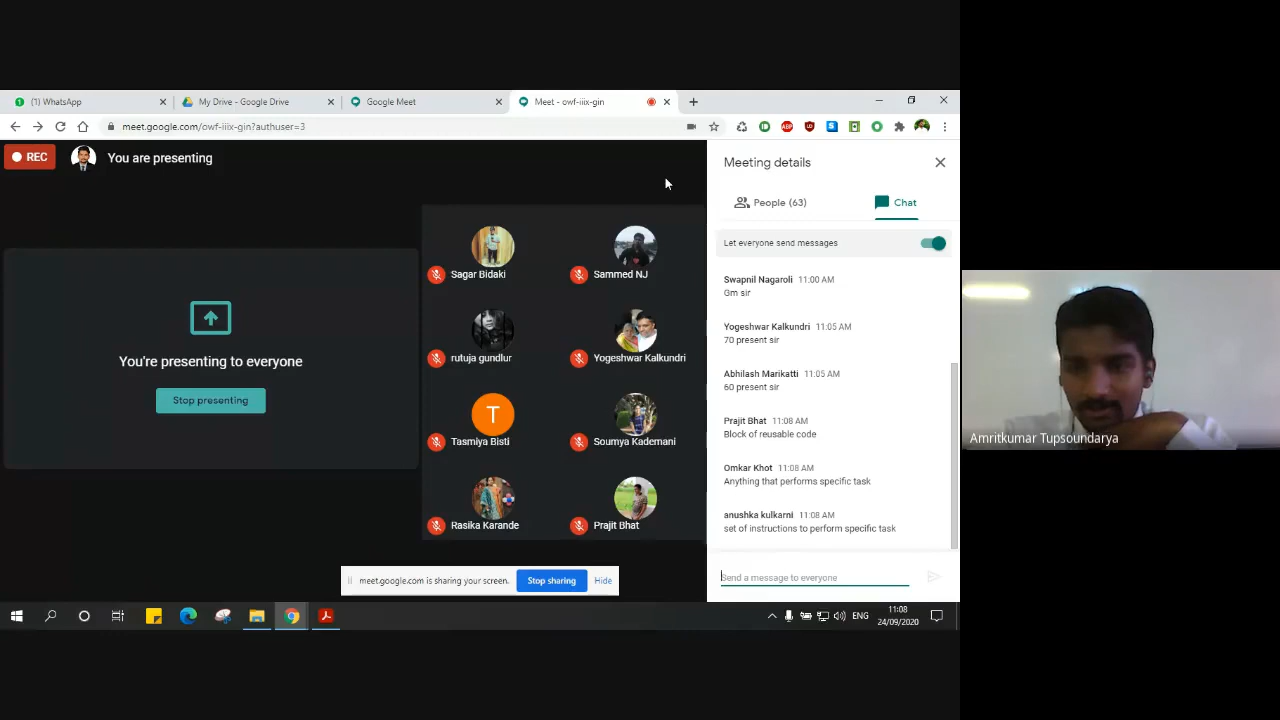 (1) WhatsApp
My Drive - Google Drive
Google Meet
Meet - owf-iiix-gin
meet.google.com/owf-iiix-gin?authuser=3
REC
You are presenting
You're presenting to everyone
Stop presenting
Sagar Bidaki
Sammed NJ
rutuja gundlur
Yogeshwar Kalkundri
T
Tasmiya Bisti
Soumya Kademani
Rasika Karande
Prajit Bhat
Meeting details
People (63)
Chat
Let everyone send messages
Swapnil Nagaroli 11:00 AM
Gm sir
Yogeshwar Kalkundri 11:05 AM
70 present sir
Abhilash Marikatti 11:05 AM
60 present sir
Prajit Bhat 11:08 AM
Block of reusable code
Omkar Khot 11:08 AM
Anything that performs specific task
anushka kulkarni 11:08 AM
set of instructions to perform specific task
Send a message to everyone
meet.google.com is sharing your screen.
Stop sharing
Hide
ENG
11:08
24/09/2020
Amritkumar Tupsoundarya